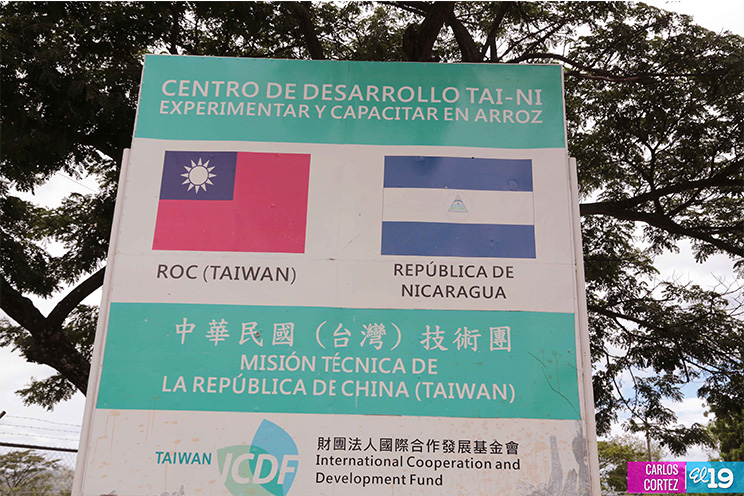 CENTRO DE DESARROLLO TAI-NI
EXPERIMENTAR Y CAPACITAR EN ARROZ
ROC (TAIWAN)
REPÚBLICA DE
NICARAGUA
中華民國（台灣）技術團
MISIÓN TÉCNICA DE
LA REPÚBLICA DE CHINA (TAIWAN)
TAIWAN ICDF
財團法人國際合作發展基金會
International Cooperation and
Development Fund
CARLOS
CORTEZ
El 19